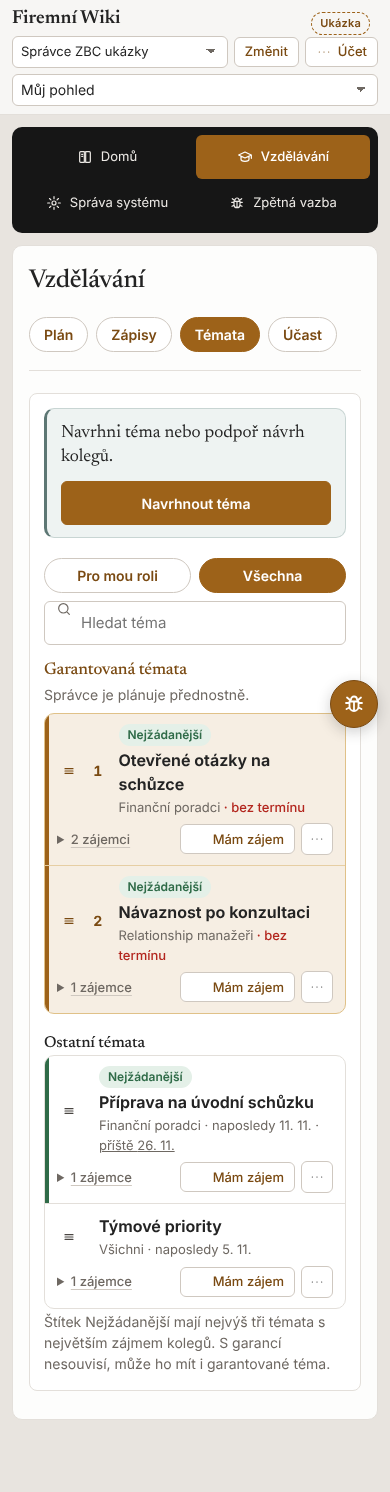 Firemní Wiki
Ukázka
Správce ZBC ukázky
Změnit
··· Účet
Můj pohled
Domů
Vzdělávání
Správa systému
Zpětná vazba
Vzdělávání
Plán
Zápisy
Témata
Účast
Navrhni téma nebo podpoř návrh
kolegů.
Navrhnout téma
Pro mou roli
Všechna
Hledat téma
Garantovaná témata
Správce je plánuje přednostně.
Nejžádanější
1
Otevřené otázky na
schůzce
Finanční poradci · bez termínu
2 zájemci
Mám zájem
···
Nejžádanější
2
Návaznost po konzultaci
Relationship manažeři · bez
termínu
1 zájemce
Mám zájem
···
Ostatní témata
Nejžádanější
Příprava na úvodní schůzku
Finanční poradci · naposledy 11. 11. ·
příště 26. 11.
1 zájemce
Mám zájem
···
Týmové priority
Všichni · naposledy 5. 11.
1 zájemce
Mám zájem
···
Štítek Nejžádanější mají nejvýš tři témata s
největším zájmem kolegů. S garancí
nesouvisí, může ho mít i garantované téma.